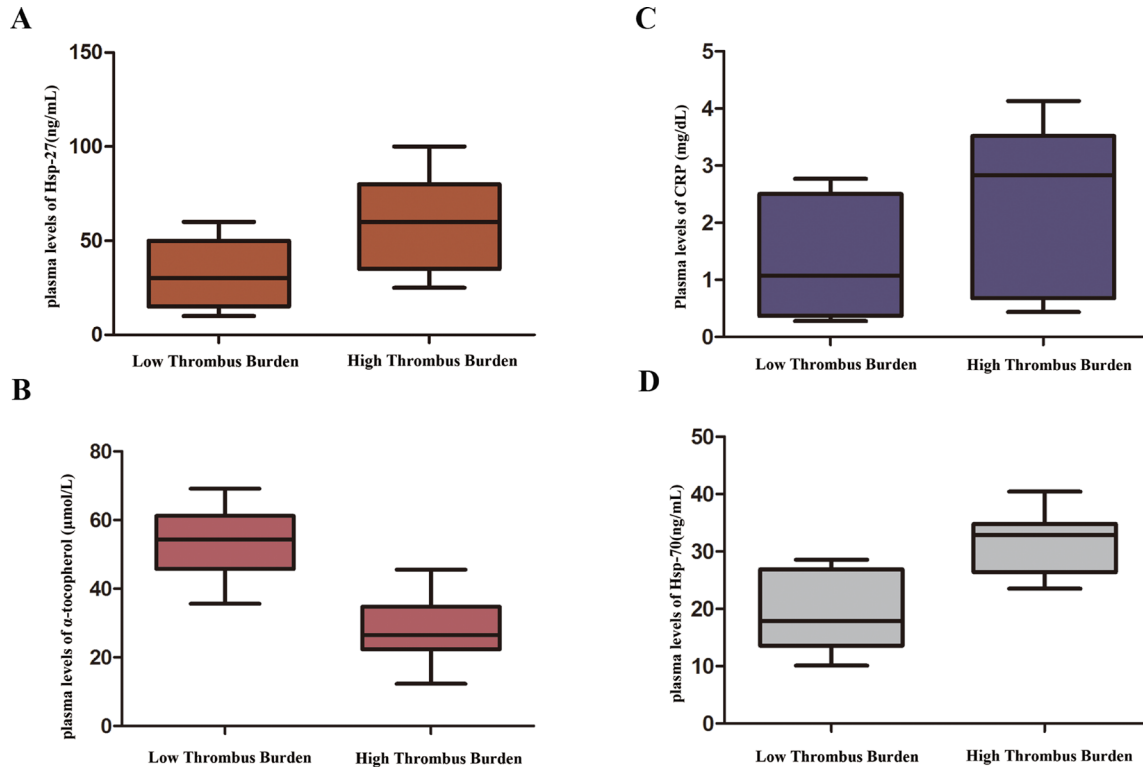 A
plasma levels of Hsp-27(ng/mL)
150
100
50
0
Low Thrombus Burden
High Thrombus Burden
C
Plasma levels of CRP (mg/dL)
5
4
3
2
1
0
Low Thrombus Burden
High Thrombus Burden
B
plasma levels of α-tocopherol (μmol/L)
80
60
40
20
0
Low Thrombus Burden
High Thrombus Burden
D
plasma levels of Hsp-70(ng/mL)
50
40
30
20
10
0
Low Thrombus Burden
High Thrombus Burden